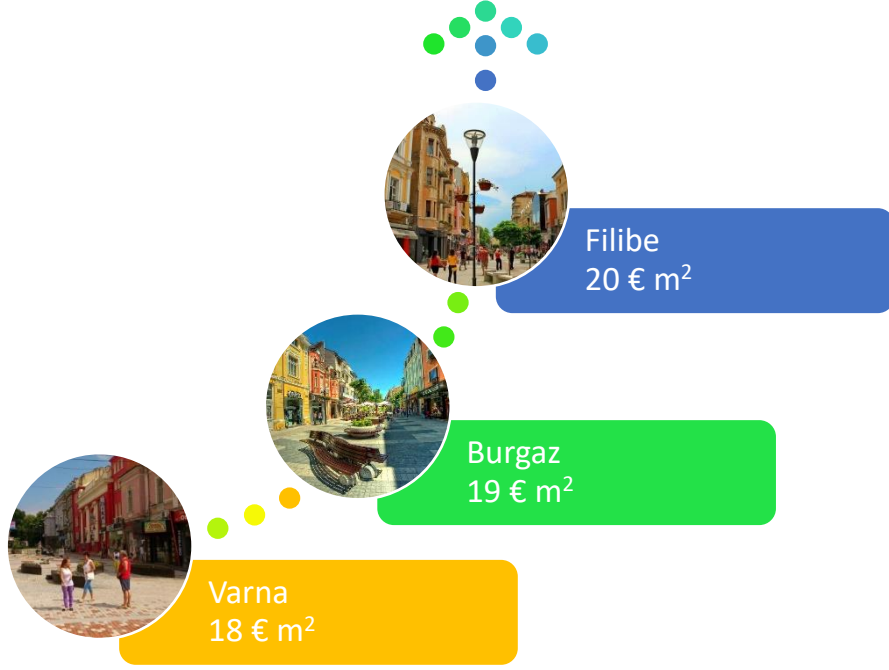 Filibe
20 € m²
Burgaz
19 € m²
Varna
18 € m²